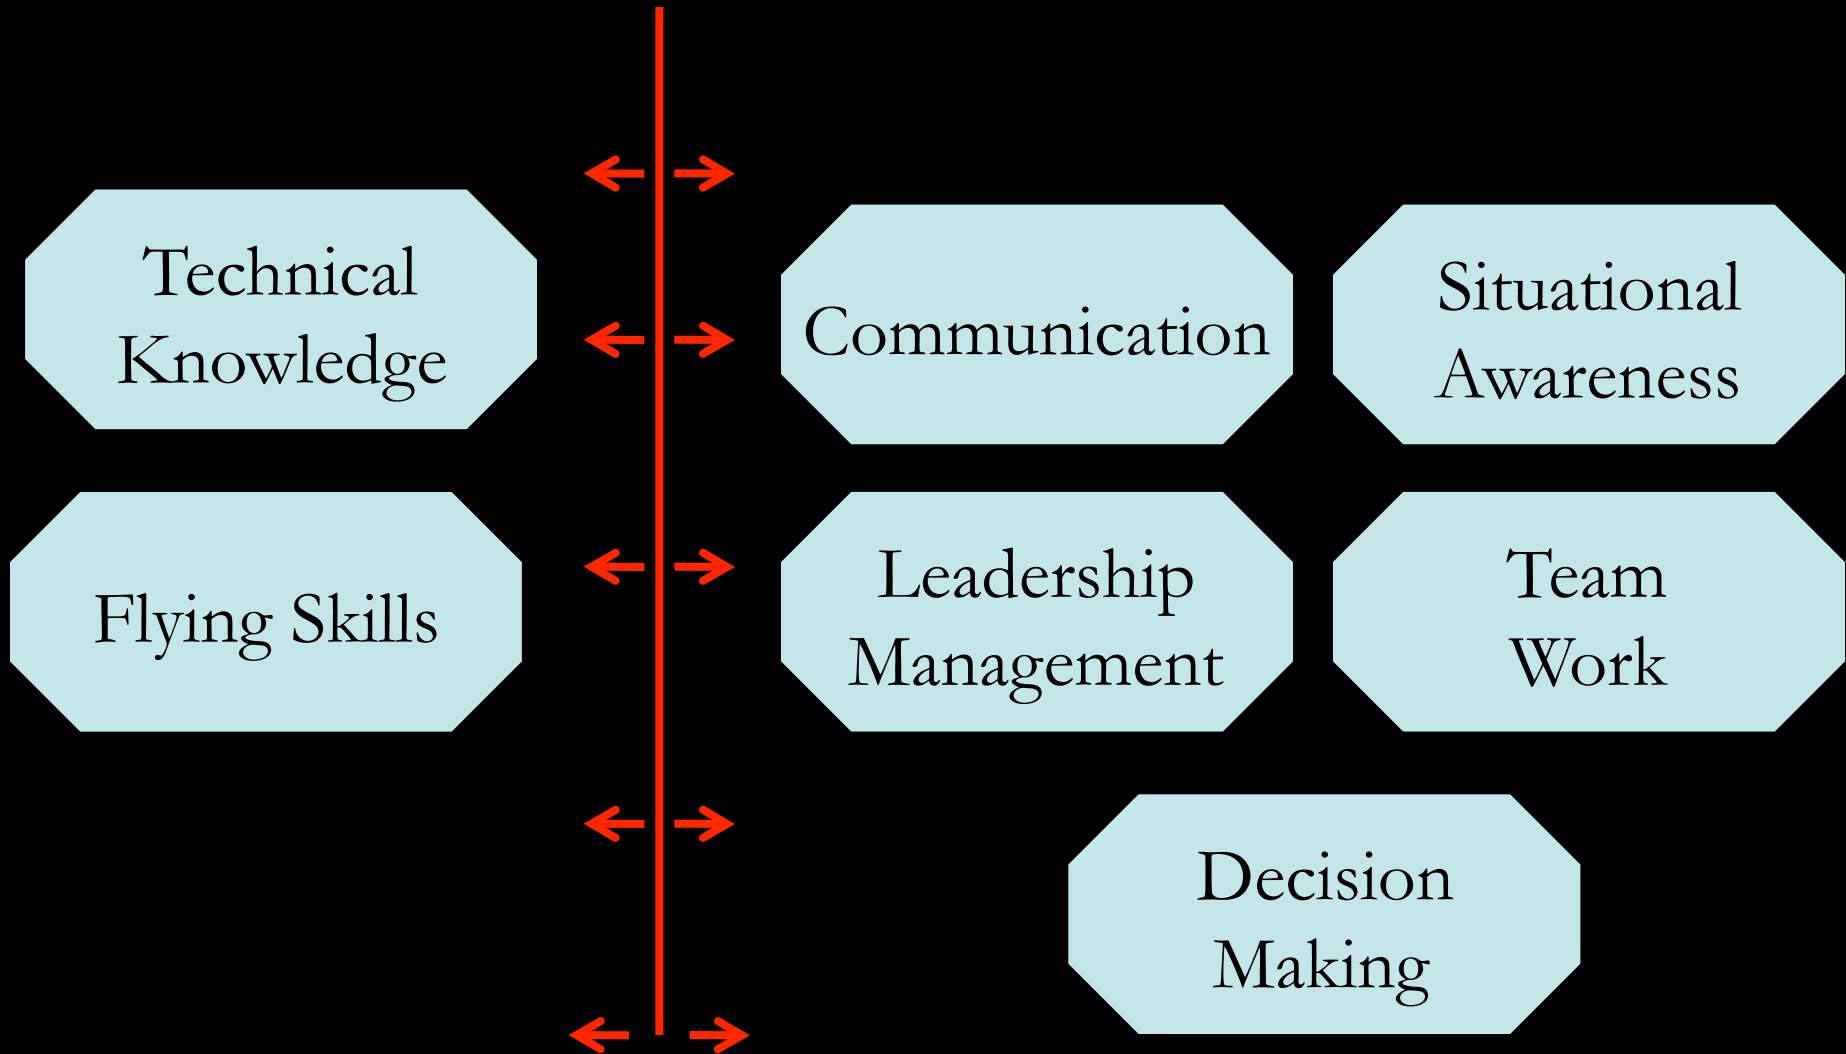 Technical
Knowledge
Flying Skills
Communication
Situational
Awareness
Leadership
Management
Team
Work
Decision
Making